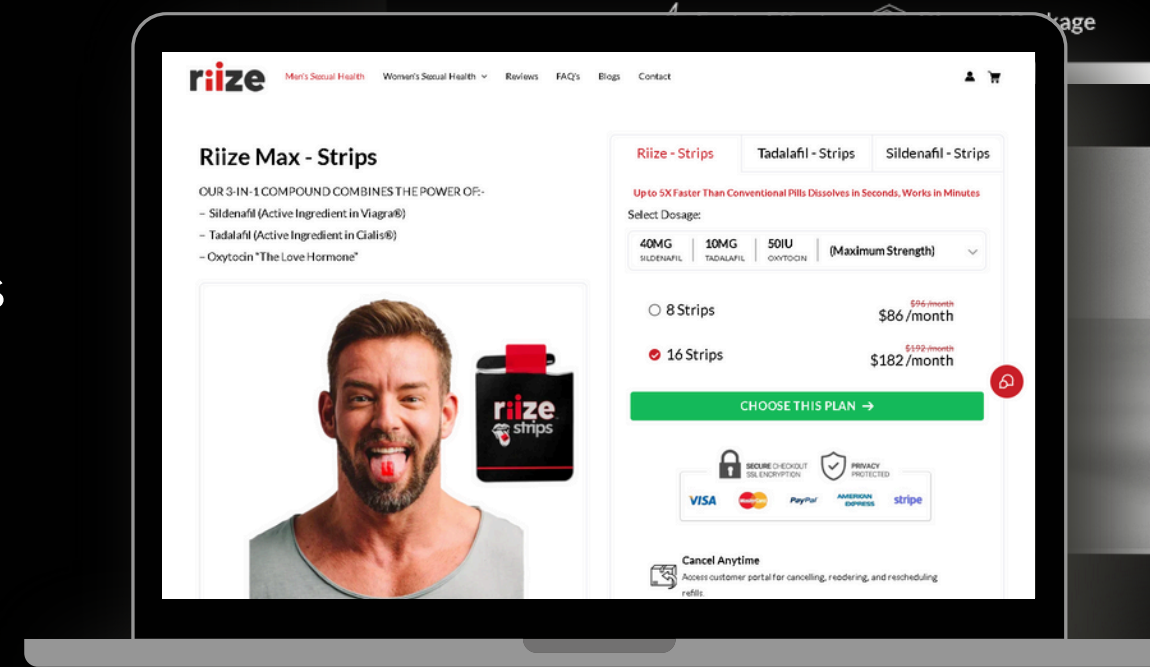 kage
riize Men's Sexual Health Women's Sexual Health Reviews FAQ's Blogs Contact
Riize Max - Strips
OUR 3-IN-1 COMPOUND COMBINES THE POWER OF:-
– Sildenafil (Active Ingredient in Viagra®)
– Tadalafil (Active Ingredient in Cialis®)
– Oxytocin "The Love Hormone"
riize
strips
Riize - Strips Tadalafil - Strips Sildenafil - Strips
Up to 5X Faster Than Conventional Pills Dissolves in Seconds, Works in Minutes
Select Dosage:
40MG 10MG 50IU (Maximum Strength)
SILDENAFIL TADALAFIL OXYTOCIN
$96 /month
8 Strips $86 /month
$192 /month
16 Strips $182 /month
CHOOSE THIS PLAN →
SECURE CHECKOUT PRIVACY
SSL ENCRYPTION PROTECTED
VISA MasterCard PayPal AMERICAN EXPRESS stripe
Cancel Anytime
Access customer portal for cancelling, reodering, and rescheduling
refills.
s